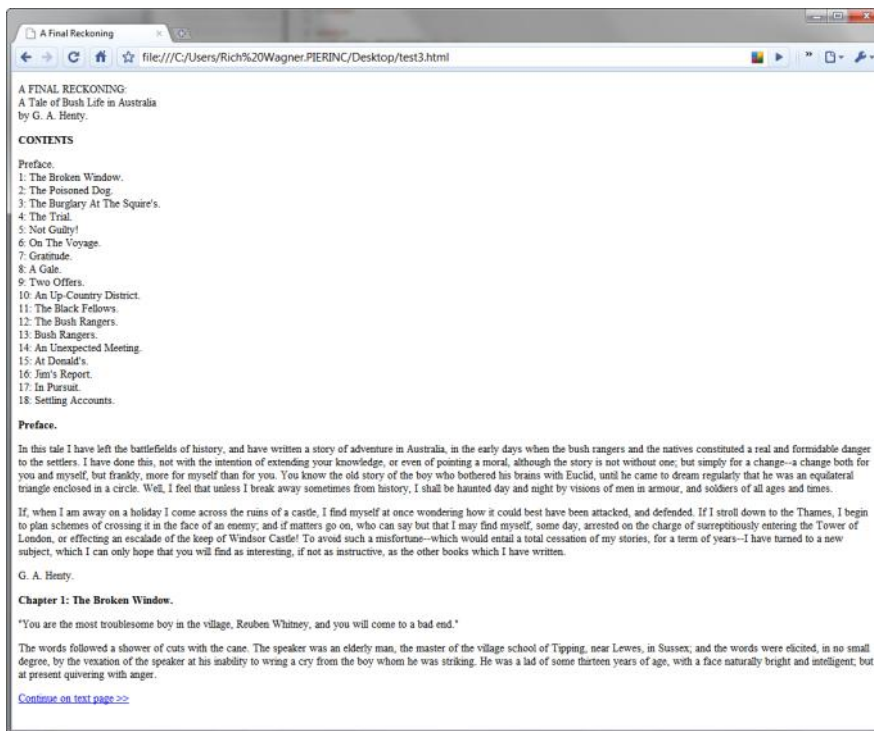 A Final Reckoning
file:///C:/Users/Rich%20Wagner.PIERINC/Desktop/test3.html
A FINAL RECKONING:
A Tale of Bush Life in Australia
by G. A. Henty.
CONTENTS
Preface.
1: The Broken Window.
2: The Poisoned Dog.
3: The Burglary At The Squire's.
4: The Trial.
5: Not Guilty!
6: On The Voyage.
7: Gratitude.
8: A Gale.
9: Two Offers.
10: An Up-Country District.
11: The Black Fellows.
12: The Bush Rangers.
13: Bush Rangers.
14: An Unexpected Meeting.
15: At Donald's.
16: Jim's Report.
17: In Pursuit.
18: Settling Accounts.
Preface.
In this tale I have left the battlefields of history, and have written a story of adventure in Australia, in the early days when the bush rangers and the natives constituted a real and formidable danger
to the settlers. I have done this, not with the intention of extending your knowledge, or even of pointing a moral, although the story is not without one; but simply for a change--a change both for
you and myself, but frankly, more for myself than for you. You know the old story of the boy who bothered his brains with Euclid, until he came to dream regularly that he was an equilateral
triangle enclosed in a circle. Well, I feel that unless I break away sometimes from history, I shall be haunted day and night by visions of men in armour, and soldiers of all ages and times.
If, when I am away on a holiday I come across the ruins of a castle, I find myself at once wondering how it could best have been attacked, and defended. If I stroll down to the Thames, I begin
to plan schemes of crossing it in the face of an enemy; and if matters go on, who can say but that I may find myself, some day, arrested on the charge of surreptitiously entering the Tower of
London, or effecting an escalade of the keep of Windsor Castle! To avoid such a misfortune--which would entail a total cessation of my stories, for a term of years--I have turned to a new
subject, which I can only hope that you will find as interesting, if not as instructive, as the other books which I have written.
G. A. Henty.
Chapter 1: The Broken Window.
"You are the most troublesome boy in the village, Reuben Whitney, and you will come to a bad end."
The words followed a shower of cuts with the cane. The speaker was an elderly man, the master of the village school of Tipping, near Lewes, in Sussex; and the words were elicited, in no small
degree, by the vexation of the speaker at his inability to wring a cry from the boy whom he was striking. He was a lad of some thirteen years of age, with a face naturally bright and intelligent; but
at present quivering with anger.
Continue on text page >>